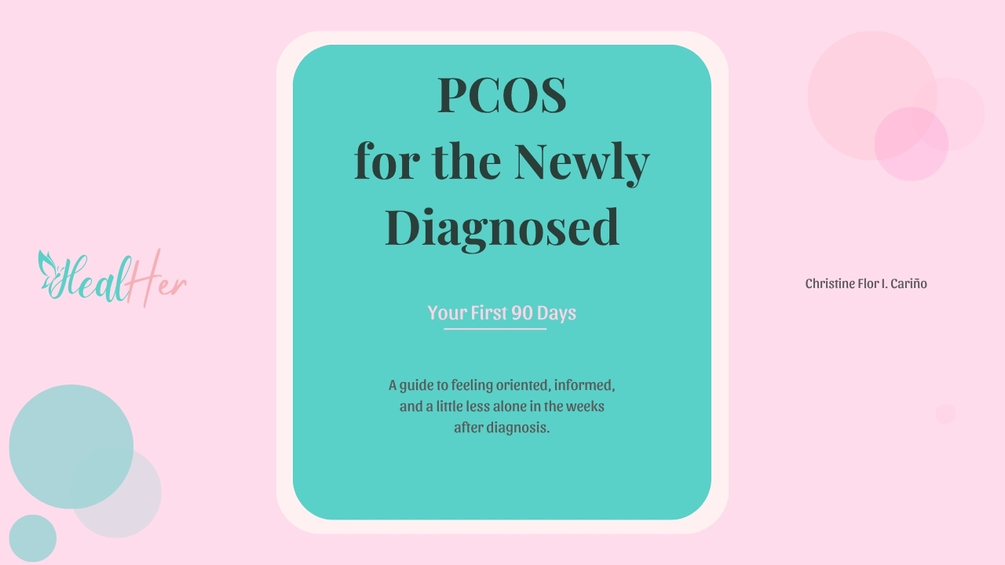 PCOS
for the Newly
Diagnosed
HealHer
Your First 90 Days
Christine Flor I. Cariño
A guide to feeling oriented, informed,
and a little less alone in the weeks
after diagnosis.